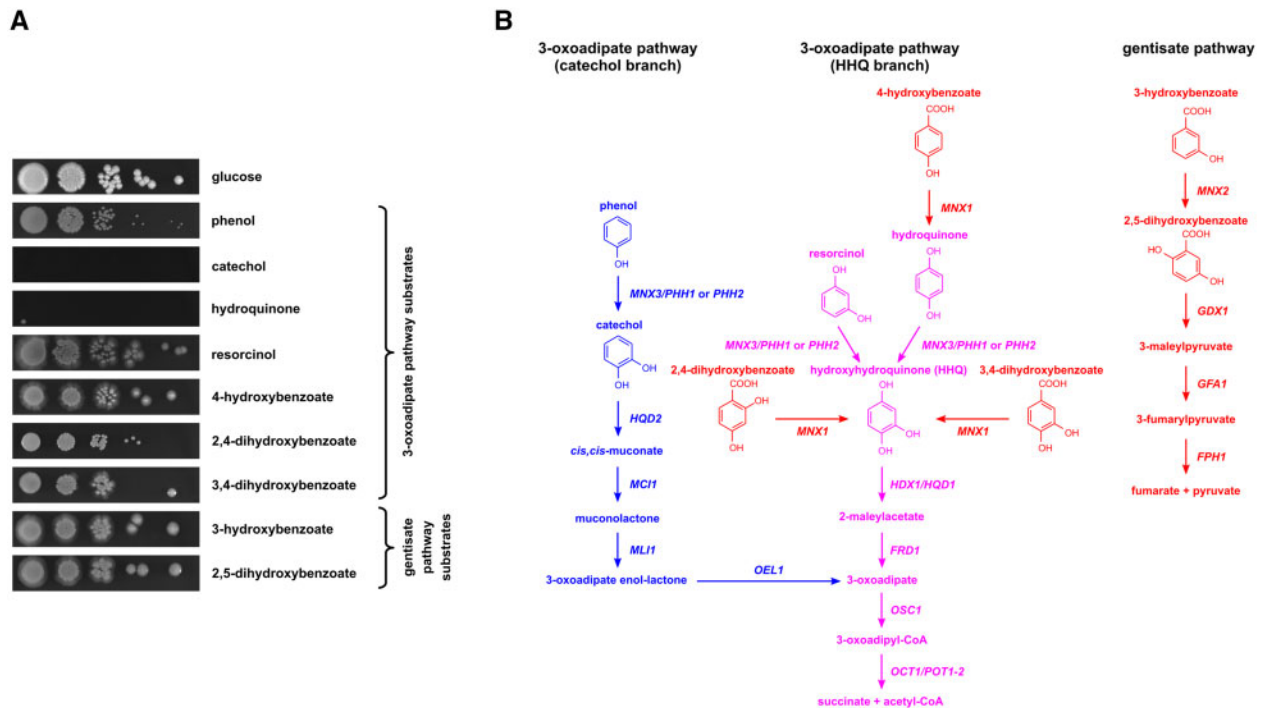 A
glucose
phenol
catechol
hydroquinone
resorcinol
4-hydroxybenzoate
2,4-dihydroxybenzoate
3,4-dihydroxybenzoate
3-hydroxybenzoate
2,5-dihydroxybenzoate
3-oxoadipate pathway substrates
gentisate
pathway
substrates
B
3-oxoadipate pathway
(catechol branch)
phenol
OH
MNX3/PHH1 or PHH2
catechol
OH
OH
HQD2
cis,cis-muconate
MCI1
muconolactone
MLI1
3-oxoadipate enol-lactone
OEL1
3-oxoadipate pathway
(HHQ branch)
4-hydroxybenzoate
COOH
OH
MNX1
hydroquinone
OH
OH
resorcinol
OH
OH
MNX3/PHH1 or PHH2
MNX3/PHH1 or PHH2
2,4-dihydroxybenzoate
COOH
OH
OH
MNX1
hydroxyhydroquinone (HHQ)
OH
OH
OH
3,4-dihydroxybenzoate
COOH
OH
OH
MNX1
HDX1/HQD1
2-maleylacetate
FRD1
3-oxoadipate
OSC1
3-oxoadipyl-CoA
OCT1/POT1-2
succinate + acetyl-CoA
gentisate pathway
3-hydroxybenzoate
COOH
OH
MNX2
2,5-dihydroxybenzoate
COOH
HO
OH
GDX1
3-maleylpyruvate
GFA1
3-fumarylpyruvate
FPH1
fumarate + pyruvate